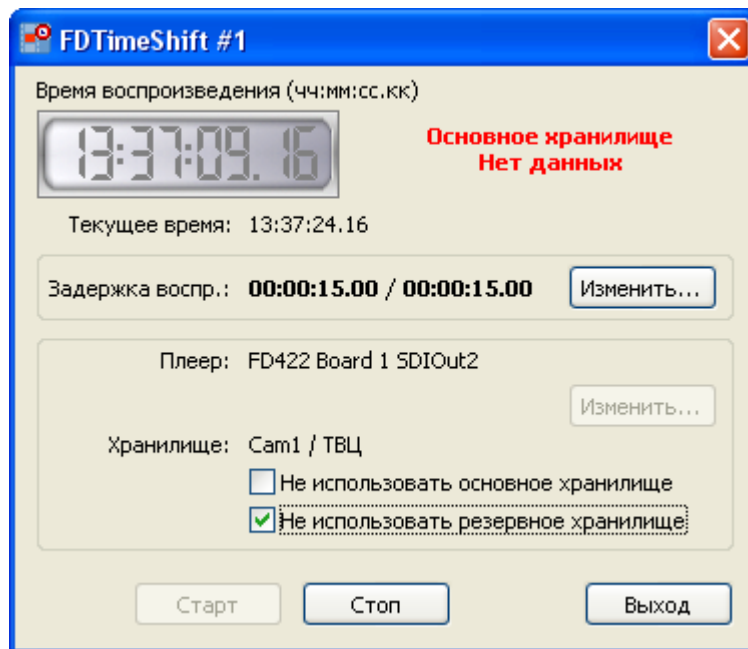 FDTimeShift #1
Время воспроизведения (чч:мм:сс.кк)
13:37:09.16
Основное хранилище
Нет данных
Текущее время: 13:37:24.16
Задержка воспр.: 00:00:15.00 / 00:00:15.00 Изменить...
Плеер: FD422 Board 1 SDIOut2
Изменить...
Хранилище: Cam1 / ТВЦ
Не использовать основное хранилище
Не использовать резервное хранилище
Старт Стоп Выход